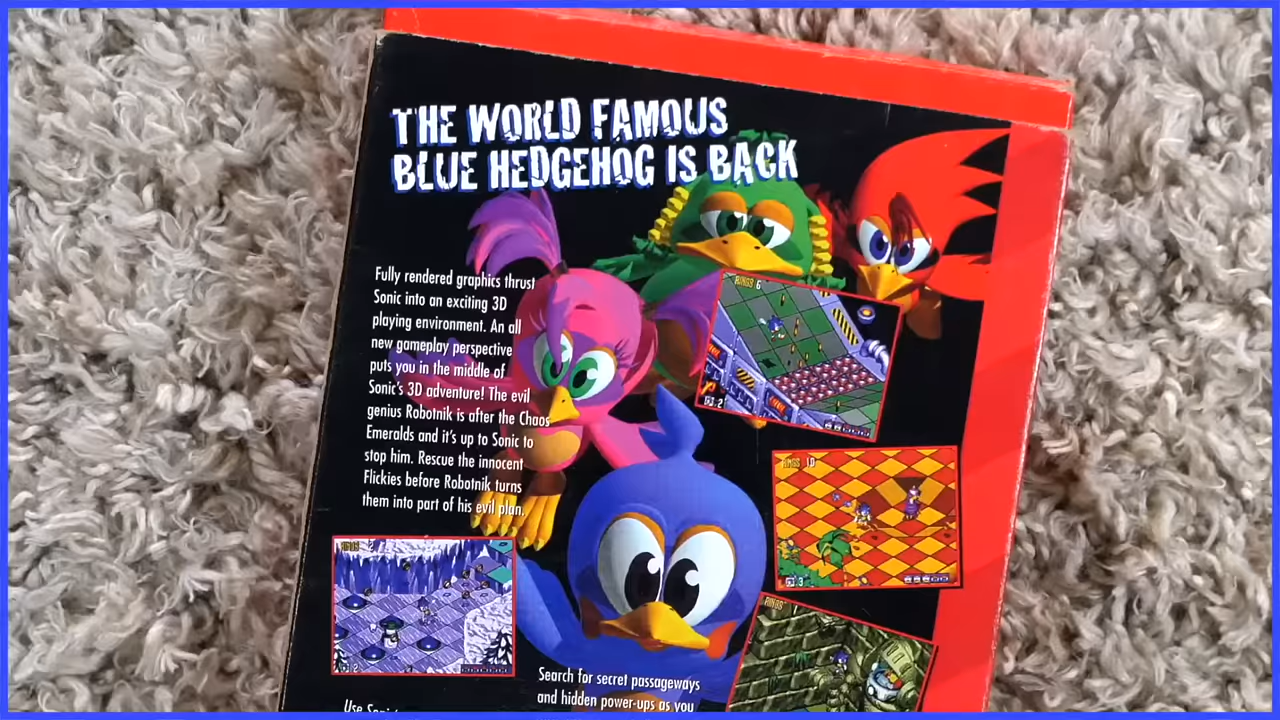 THE WORLD FAMOUS
BLUE HEDGEHOG IS BACK
Fully rendered graphics thrust
Sonic into an exciting 3D
playing environment. An all
new gameplay perspective
puts you in the middle of
Sonic's 3D adventure! The evil
genius Robotnik is after the Chaos
Emeralds and it's up to Sonic to
stop him. Rescue the innocent
Flickies before Robotnik turns
them into part of his evil plan.
RINGS 6
RINGS 10
RINGS
RINGS
Search for secret passageways
and hidden power-ups as you
Use